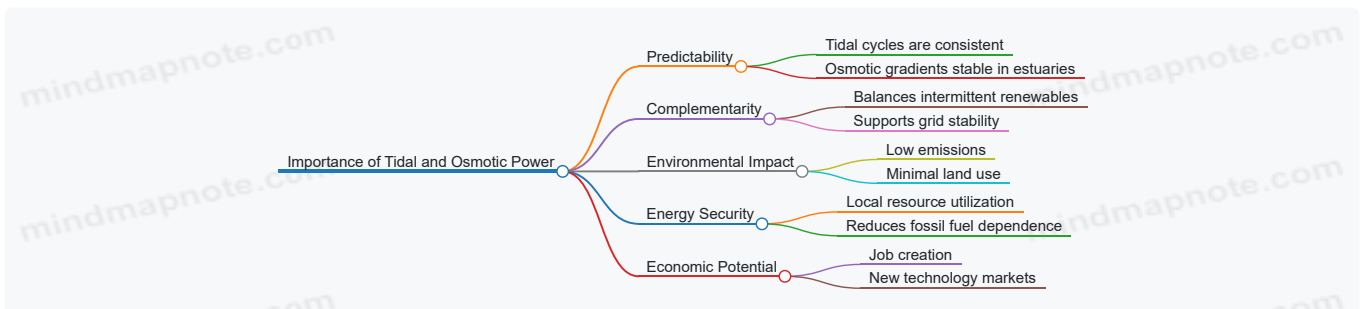 mindmapnote.com
mindmapnote.com
Tidal cycles are consistent
Predictability
Osmotic gradients stable in estuaries
Balances intermittent renewables
Complementarity
Supports grid stability
Low emissions
Importance of Tidal and Osmotic Power
Environmental Impact
Minimal land use
mindmapnote.com
mindmapnote.com
Local resource utilization
Energy Security
Reduces fossil fuel dependence
Job creation
Economic Potential
New technology markets